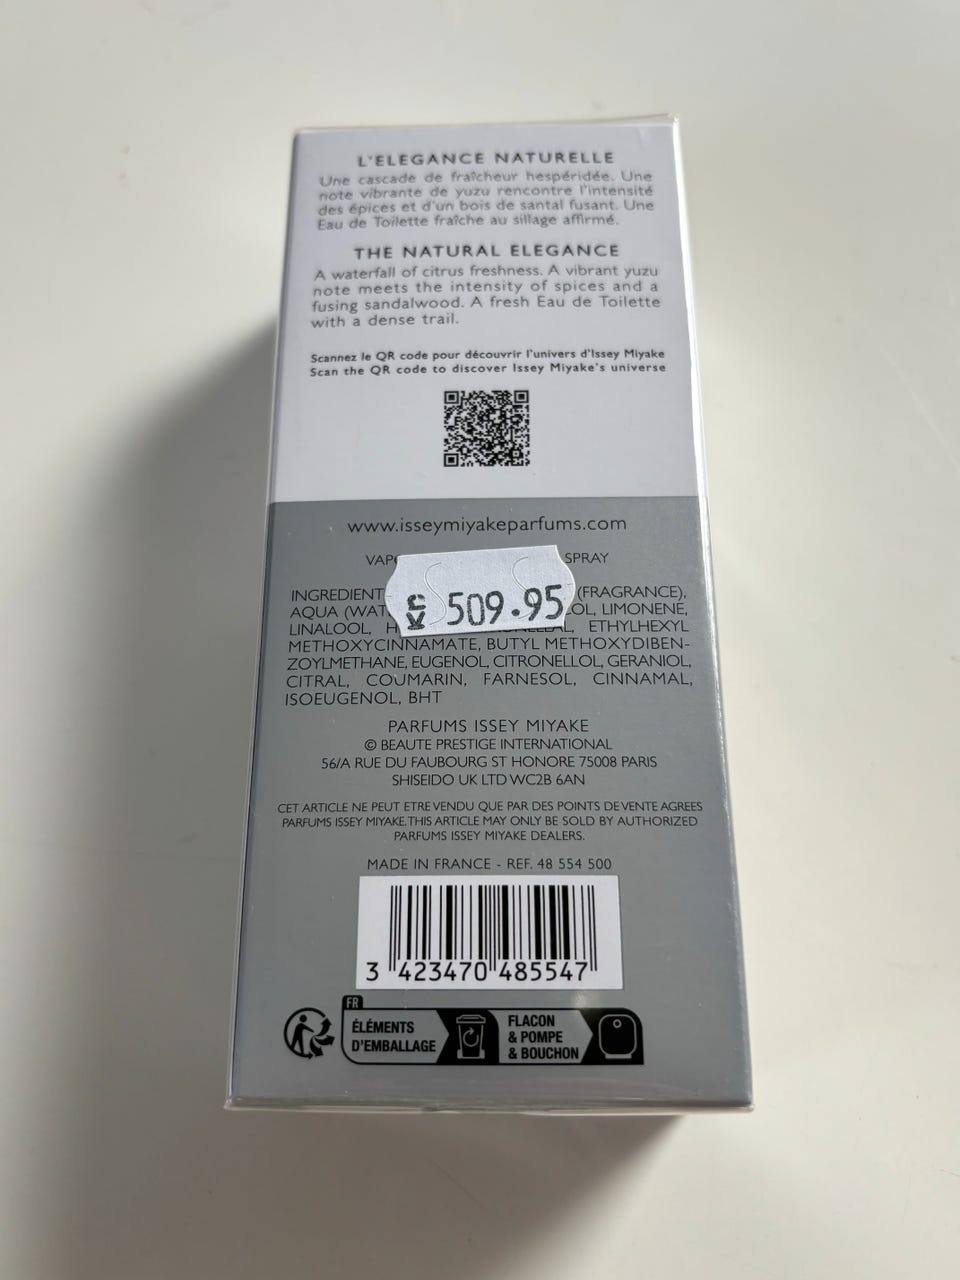 L'ELEGANCE NATURELLE
Une cascade de fraîcheur hespéridée. Une
note vibrante de yuzu rencontre l'intensité
des épices et d'un bois de santal fusant. Une
Eau de Toilette fraîche au sillage affirmé.
THE NATURAL ELEGANCE
A waterfall of citrus freshness. A vibrant yuzu
note meets the intensity of spices and a
fusing sandalwood. A fresh Eau de Toilette
with a dense trail.
Scannez le QR code pour découvrir l'univers d'Issey Miyake
Scan the QR code to discover Issey Miyake's universe
www.isseymiyakeparfums.com
SPRAY
Kč 509.95
(FRAGRANCE),
AQUA LIMONENE,
LINALOOL, ETHYLHEXYL
METHOXYCINNAMATE, BUTYL METHOXYDIBEN-
ZOYLMETHANE, EUGENOL, CITRONELLOL, GERANIOL,
CITRAL, COUMARIN, FARNESOL, CINNAMAL,
ISOEUGENOL, BHT
PARFUMS ISSEY MIYAKE
© BEAUTE PRESTIGE INTERNATIONAL
56/A RUE DU FAUBOURG ST HONORE 75008 PARIS
SHISEIDO UK LTD WC2B 6AN
CET ARTICLE NE PEUT ETRE VENDU QUE PAR DES POINTS DE VENTE AGREES
PARFUMS ISSEY MIYAKE. THIS ARTICLE MAY ONLY BE SOLD BY AUTHORIZED
PARFUMS ISSEY MIYAKE DEALERS.
MADE IN FRANCE - REF. 48 554 500
3 423470 485547
FR
ÉLÉMENTS
D'EMBALLAGE
FLACON
& POMPE
& BOUCHON